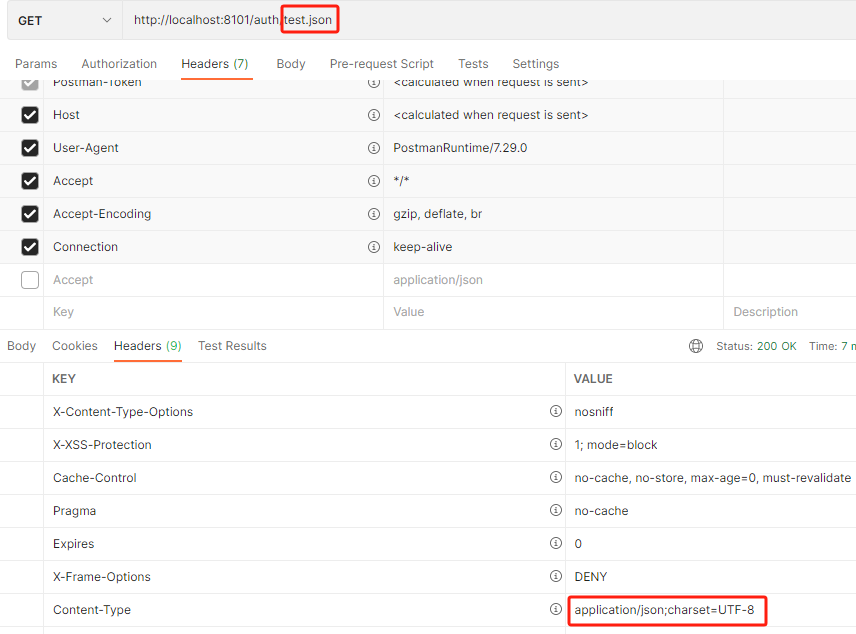 GET http://localhost:8101/auth/test.json
Params Authorization Headers (7) Body Pre-request Script Tests Settings
Postman-Token <calculated when request is sent>
Host <calculated when request is sent>
User-Agent PostmanRuntime/7.29.0
Accept */*
Accept-Encoding gzip, deflate, br
Connection keep-alive
Accept application/json
Key Value Description
Body Cookies Headers (9) Test Results Status: 200 OK Time: 7 m
KEY VALUE
X-Content-Type-Options nosniff
X-XSS-Protection 1; mode=block
Cache-Control no-cache, no-store, max-age=0, must-revalidate
Pragma no-cache
Expires 0
X-Frame-Options DENY
Content-Type application/json;charset=UTF-8